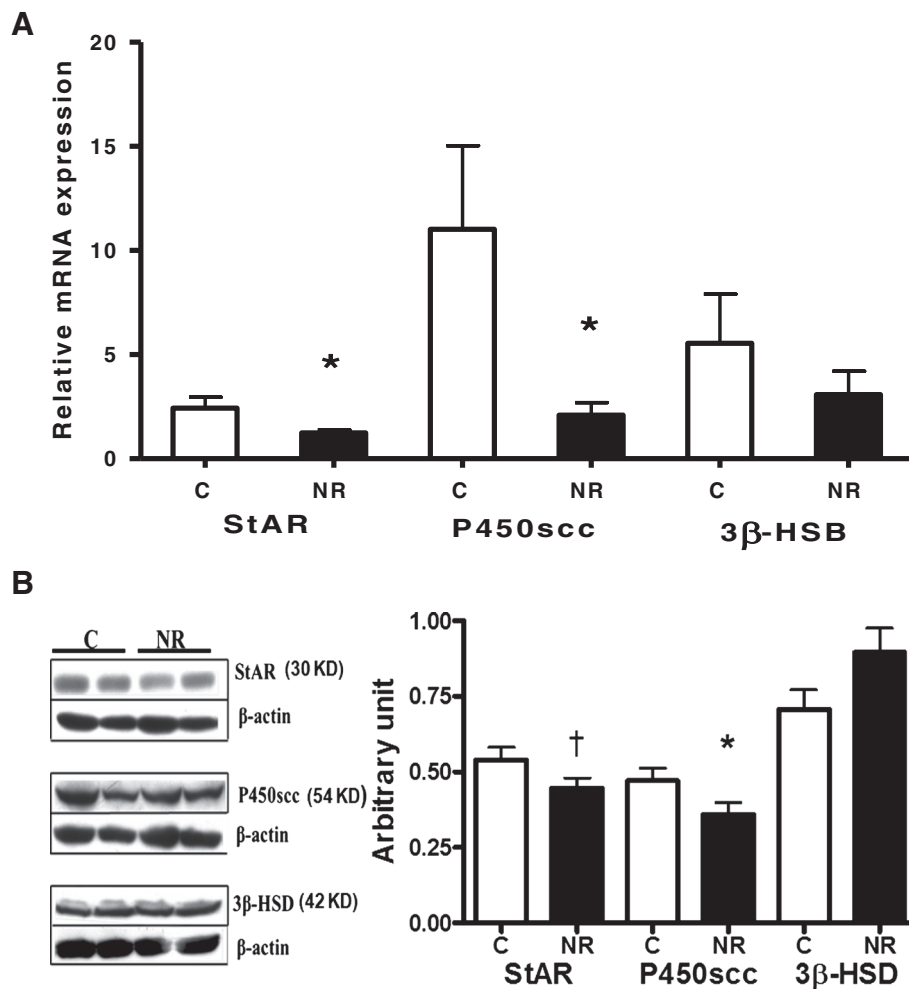 A
20
15
10
5
0
Relative mRNA expression
*
*
C NR C NR C NR
StAR P450scc 3β-HSB
B
C NR
StAR (30 KD)
β-actin
P450scc (54 KD)
β-actin
3β-HSD (42 KD)
β-actin
1.00
0.75
0.50
0.25
0.00
Arbitrary unit
†
*
C NR C NR C NR
StAR P450scc 3β-HSD